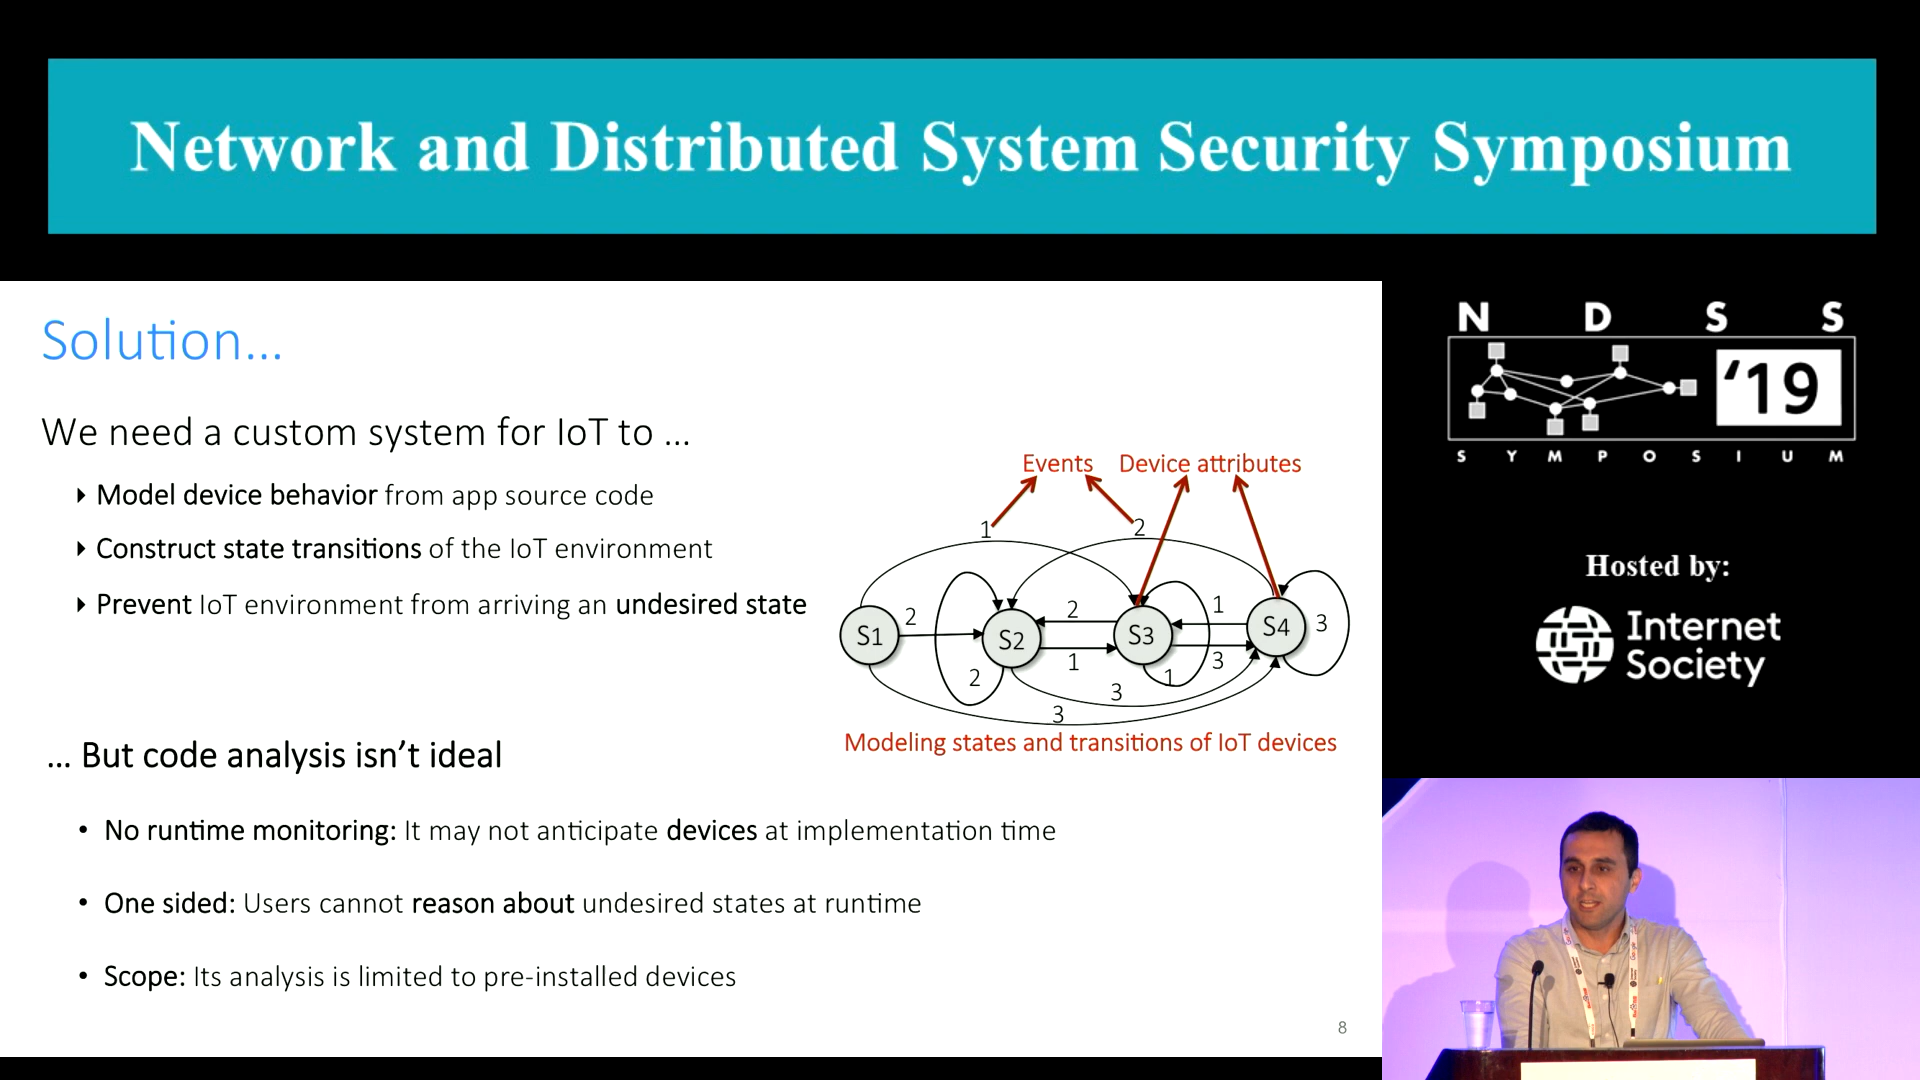 Network and Distributed System Security Symposium
N D S S
'19
S Y M P O S I U M
Hosted by:
Internet
Society
Solution...
We need a custom system for IoT to ...
Model device behavior from app source code
Construct state transitions of the IoT environment
Prevent IoT environment from arriving an undesired state
Events
Device attributes
1
2
S1
2
2
S2
2
1
S3
1
1
3
S4
3
3
3
Modeling states and transitions of IoT devices
... But code analysis isn't ideal
• No runtime monitoring: It may not anticipate devices at implementation time
• One sided: Users cannot reason about undesired states at runtime
• Scope: Its analysis is limited to pre-installed devices
8